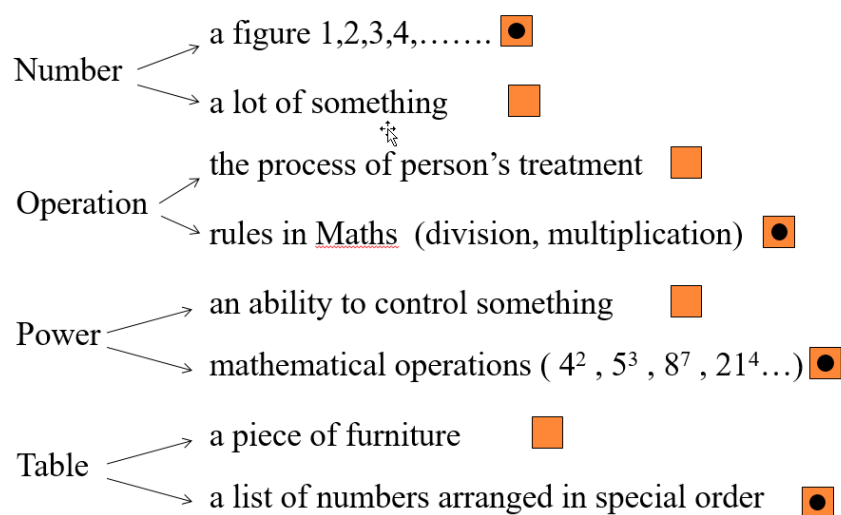 a figure 1,2,3,4,.......
Number
a lot of something
the process of person's treatment
Operation
rules in Maths (division, multiplication)
an ability to control something
Power
mathematical operations ( 4² , 5³ , 8⁷ , 21⁴...)
a piece of furniture
Table
a list of numbers arranged in special order